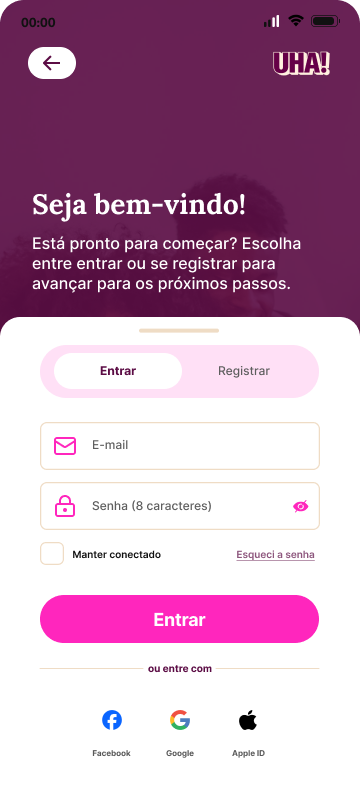 00:00
UHA!
Seja bem-vindo!
Está pronto para começar? Escolha
entre entrar ou se registrar para
avançar para os próximos passos.
Entrar
Registrar
E-mail
Senha (8 caracteres)
Manter conectado
Esqueci a senha
Entrar
ou entre com
Facebook
Google
Apple ID